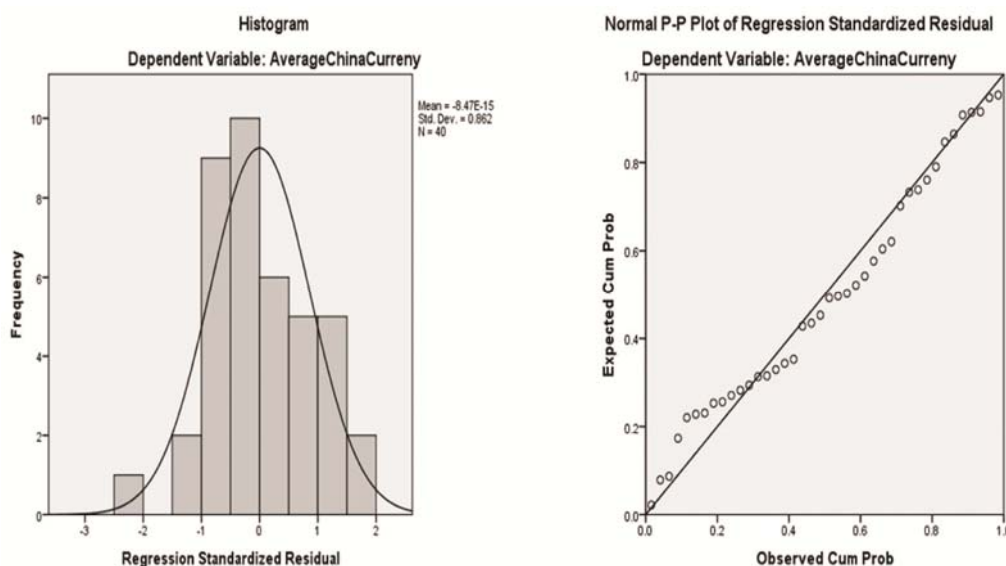 Histogram
Dependent Variable: AverageChinaCurreny
Mean = -8.47E-15
Std. Dev. = 0.862
N = 40
10
8
6
4
2
0
Frequency
-3 -2 -1 0 1 2
Regression Standardized Residual
Normal P-P Plot of Regression Standardized Residual
Dependent Variable: AverageChinaCurreny
1.0
0.8
0.6
0.4
0.2
0.0
Expected Cum Prob
0.0 0.2 0.4 0.6 0.8 1.0
Observed Cum Prob